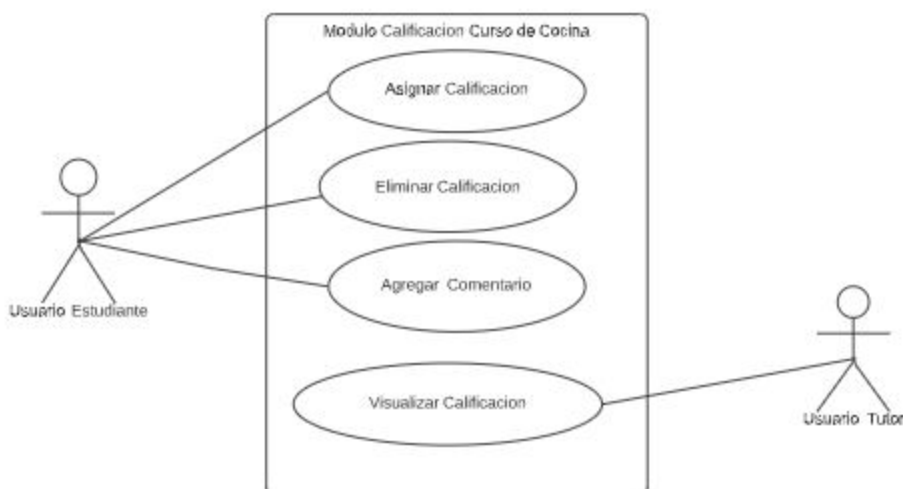 Modulo Calificacion Curso de Cocina
Asignar Calificacion
Eliminar Calificacion
Agregar Comentario
Usuario Estudiante
Visualizar Calificacion
Usuario Tutor